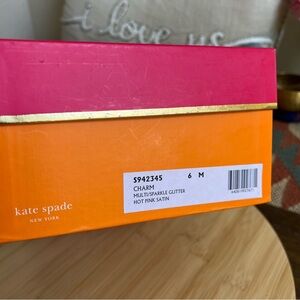 i love us
S942345 6 M
CHARM
MULTI/SPARKLE GLITTER
HOT PINK SATIN
kate spade
NEW YORK